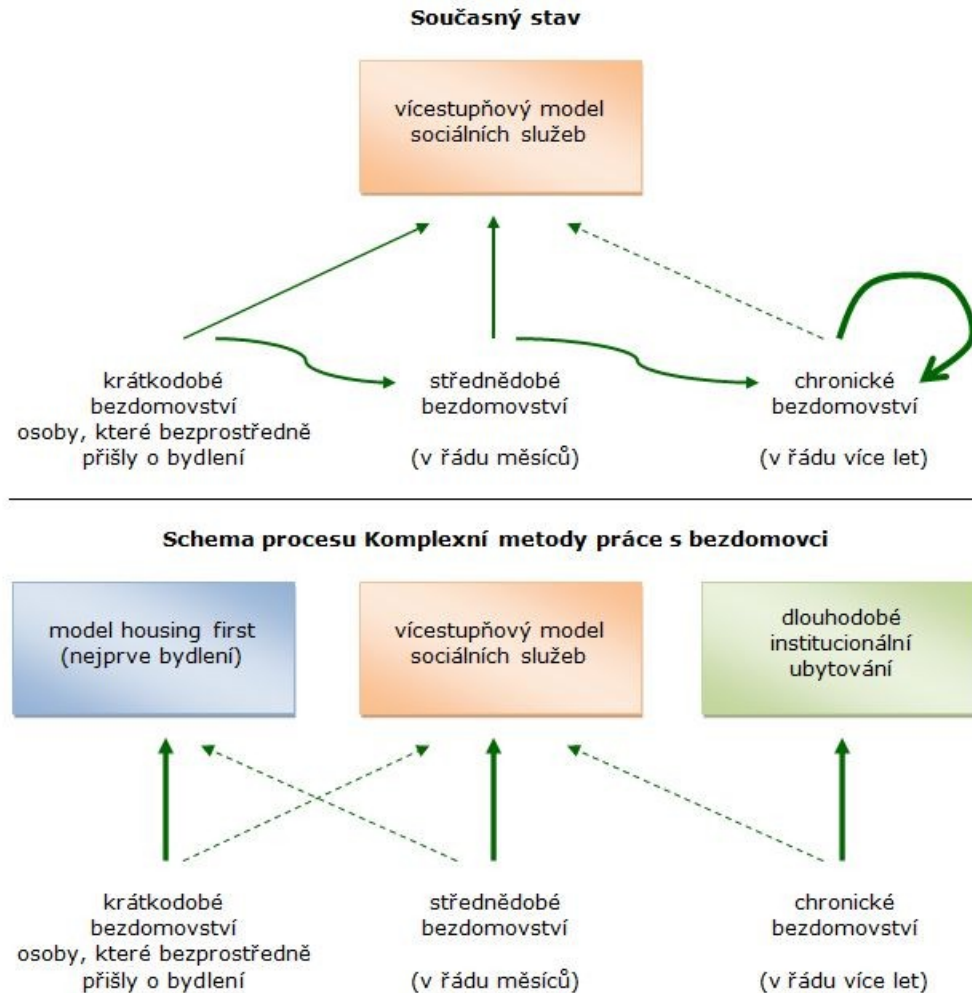 Současný stav
vícestupňový model
sociálních služeb
krátkodobé
bezdomovství
osoby, které bezprostředně
přišly o bydlení
střednědobé
bezdomovství
(v řádu měsíců)
chronické
bezdomovství
(v řádu více let)
Schema procesu Komplexní metody práce s bezdomovci
model housing first
(nejprve bydlení)
vícestupňový model
sociálních služeb
dlouhodobé
institucionální
ubytování
krátkodobé
bezdomovství
osoby, které bezprostředně
přišly o bydlení
střednědobé
bezdomovství
(v řádu měsíců)
chronické
bezdomovství
(v řádu více let)